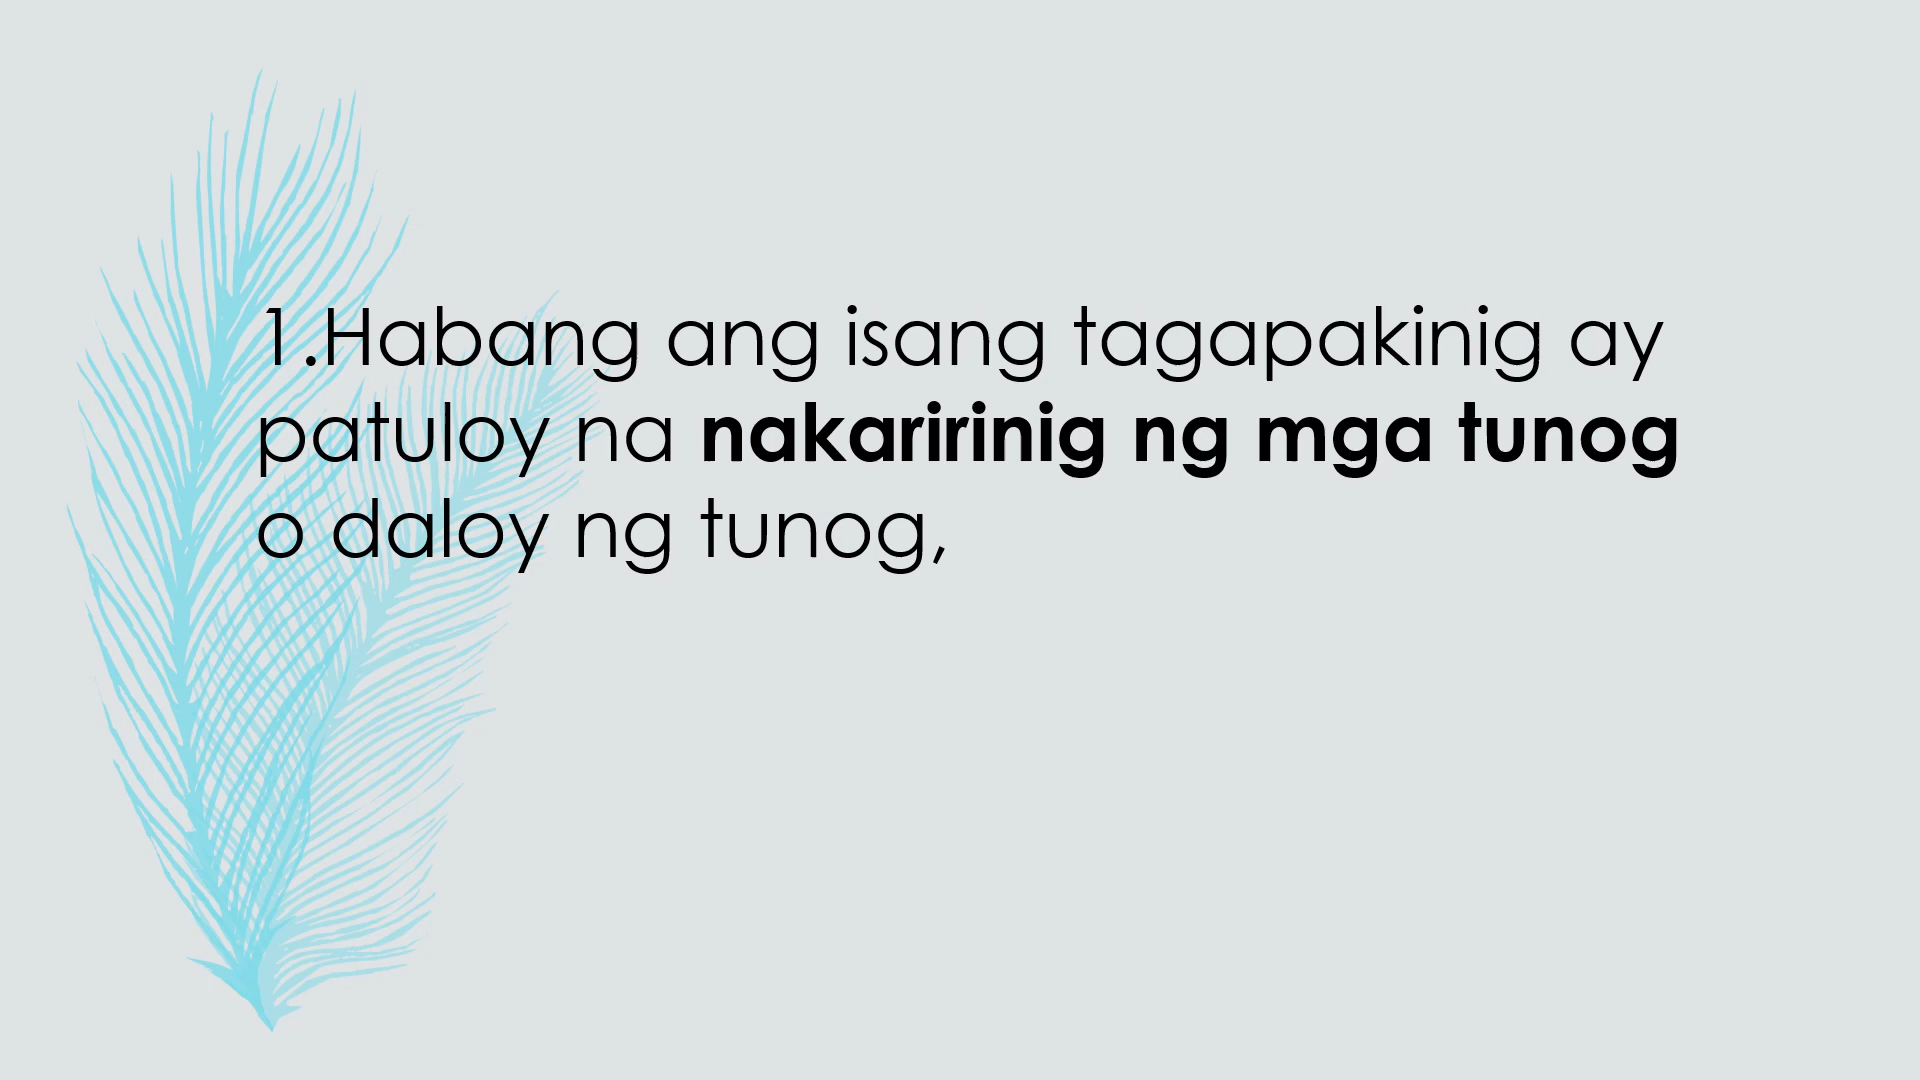 1.Habang ang isang tagapakinig ay
patuloy na nakaririnig ng mga tunog
o daloy ng tunog,